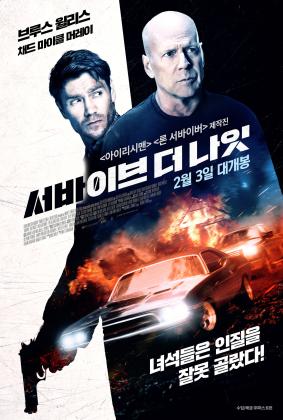 브루스 윌리스
채드 마이클 머레이
<아이리시맨> <론 서바이버> 제작진
서바이브 더 나잇
2월 3일 대개봉
녀석들은 인질을
잘못 골랐다!